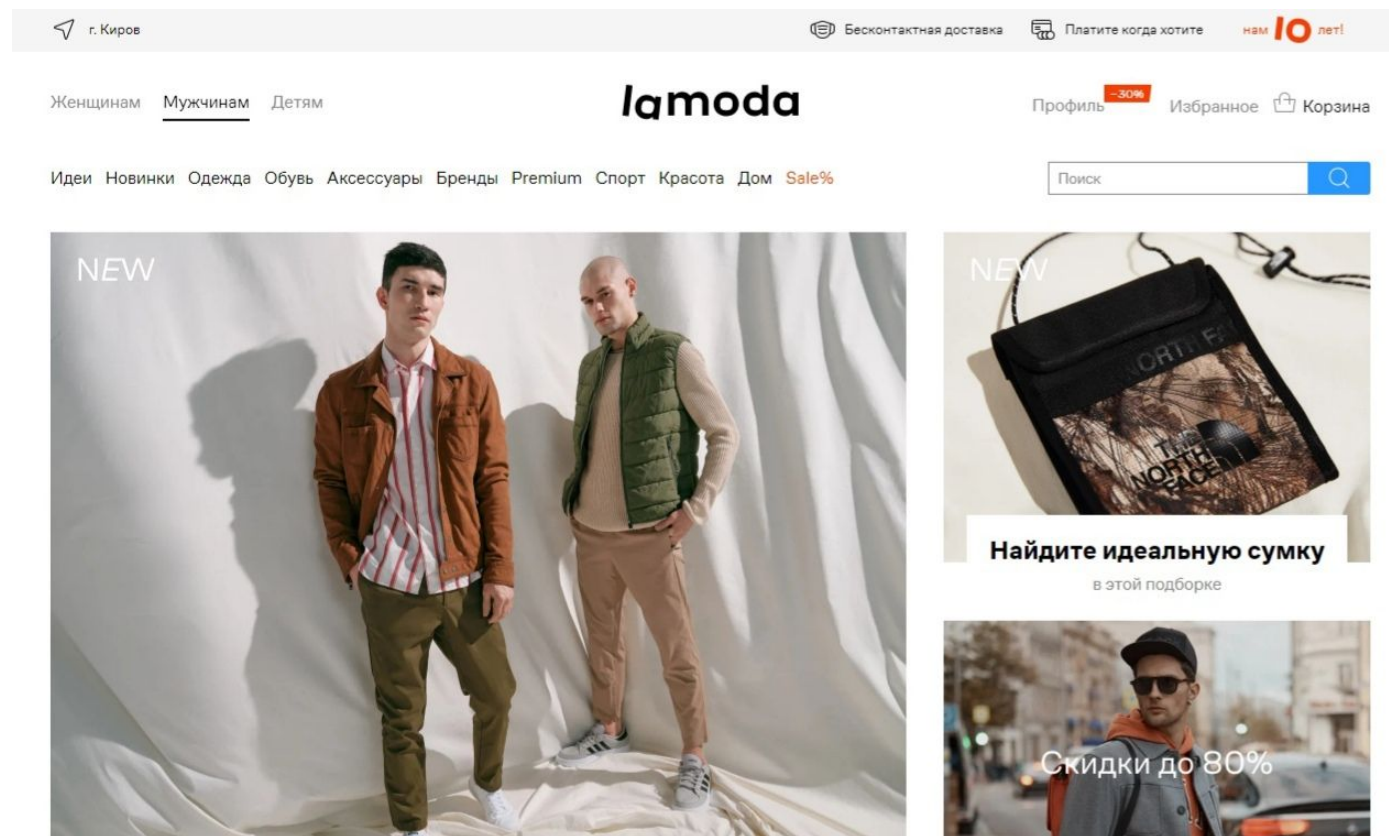 г. Киров
Бесконтактная доставка
Платите когда хотите
нам 10 лет!
Женщинам Мужчинам Детям
lamoda
Профиль -30% Избранное Корзина
Идеи Новинки Одежда Обувь Аксессуары Бренды Premium Спорт Красота Дом Sale%
Поиск
NEW
NEW
NORTH FA
THE
NORTH
FACE
Найдите идеальную сумку
в этой подборке
Скидки до 80%